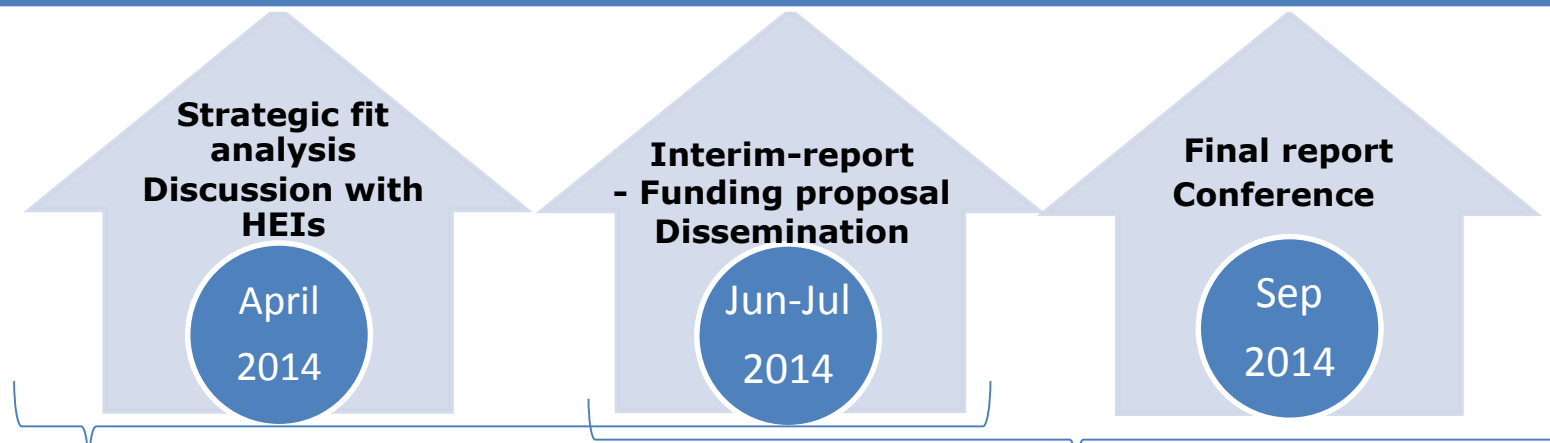 Strategic fit
analysis
Discussion with
HEIs
April
2014
Interim-report
- Funding proposal
Dissemination
Jun-Jul
2014
Final report
Conference
Sep
2014